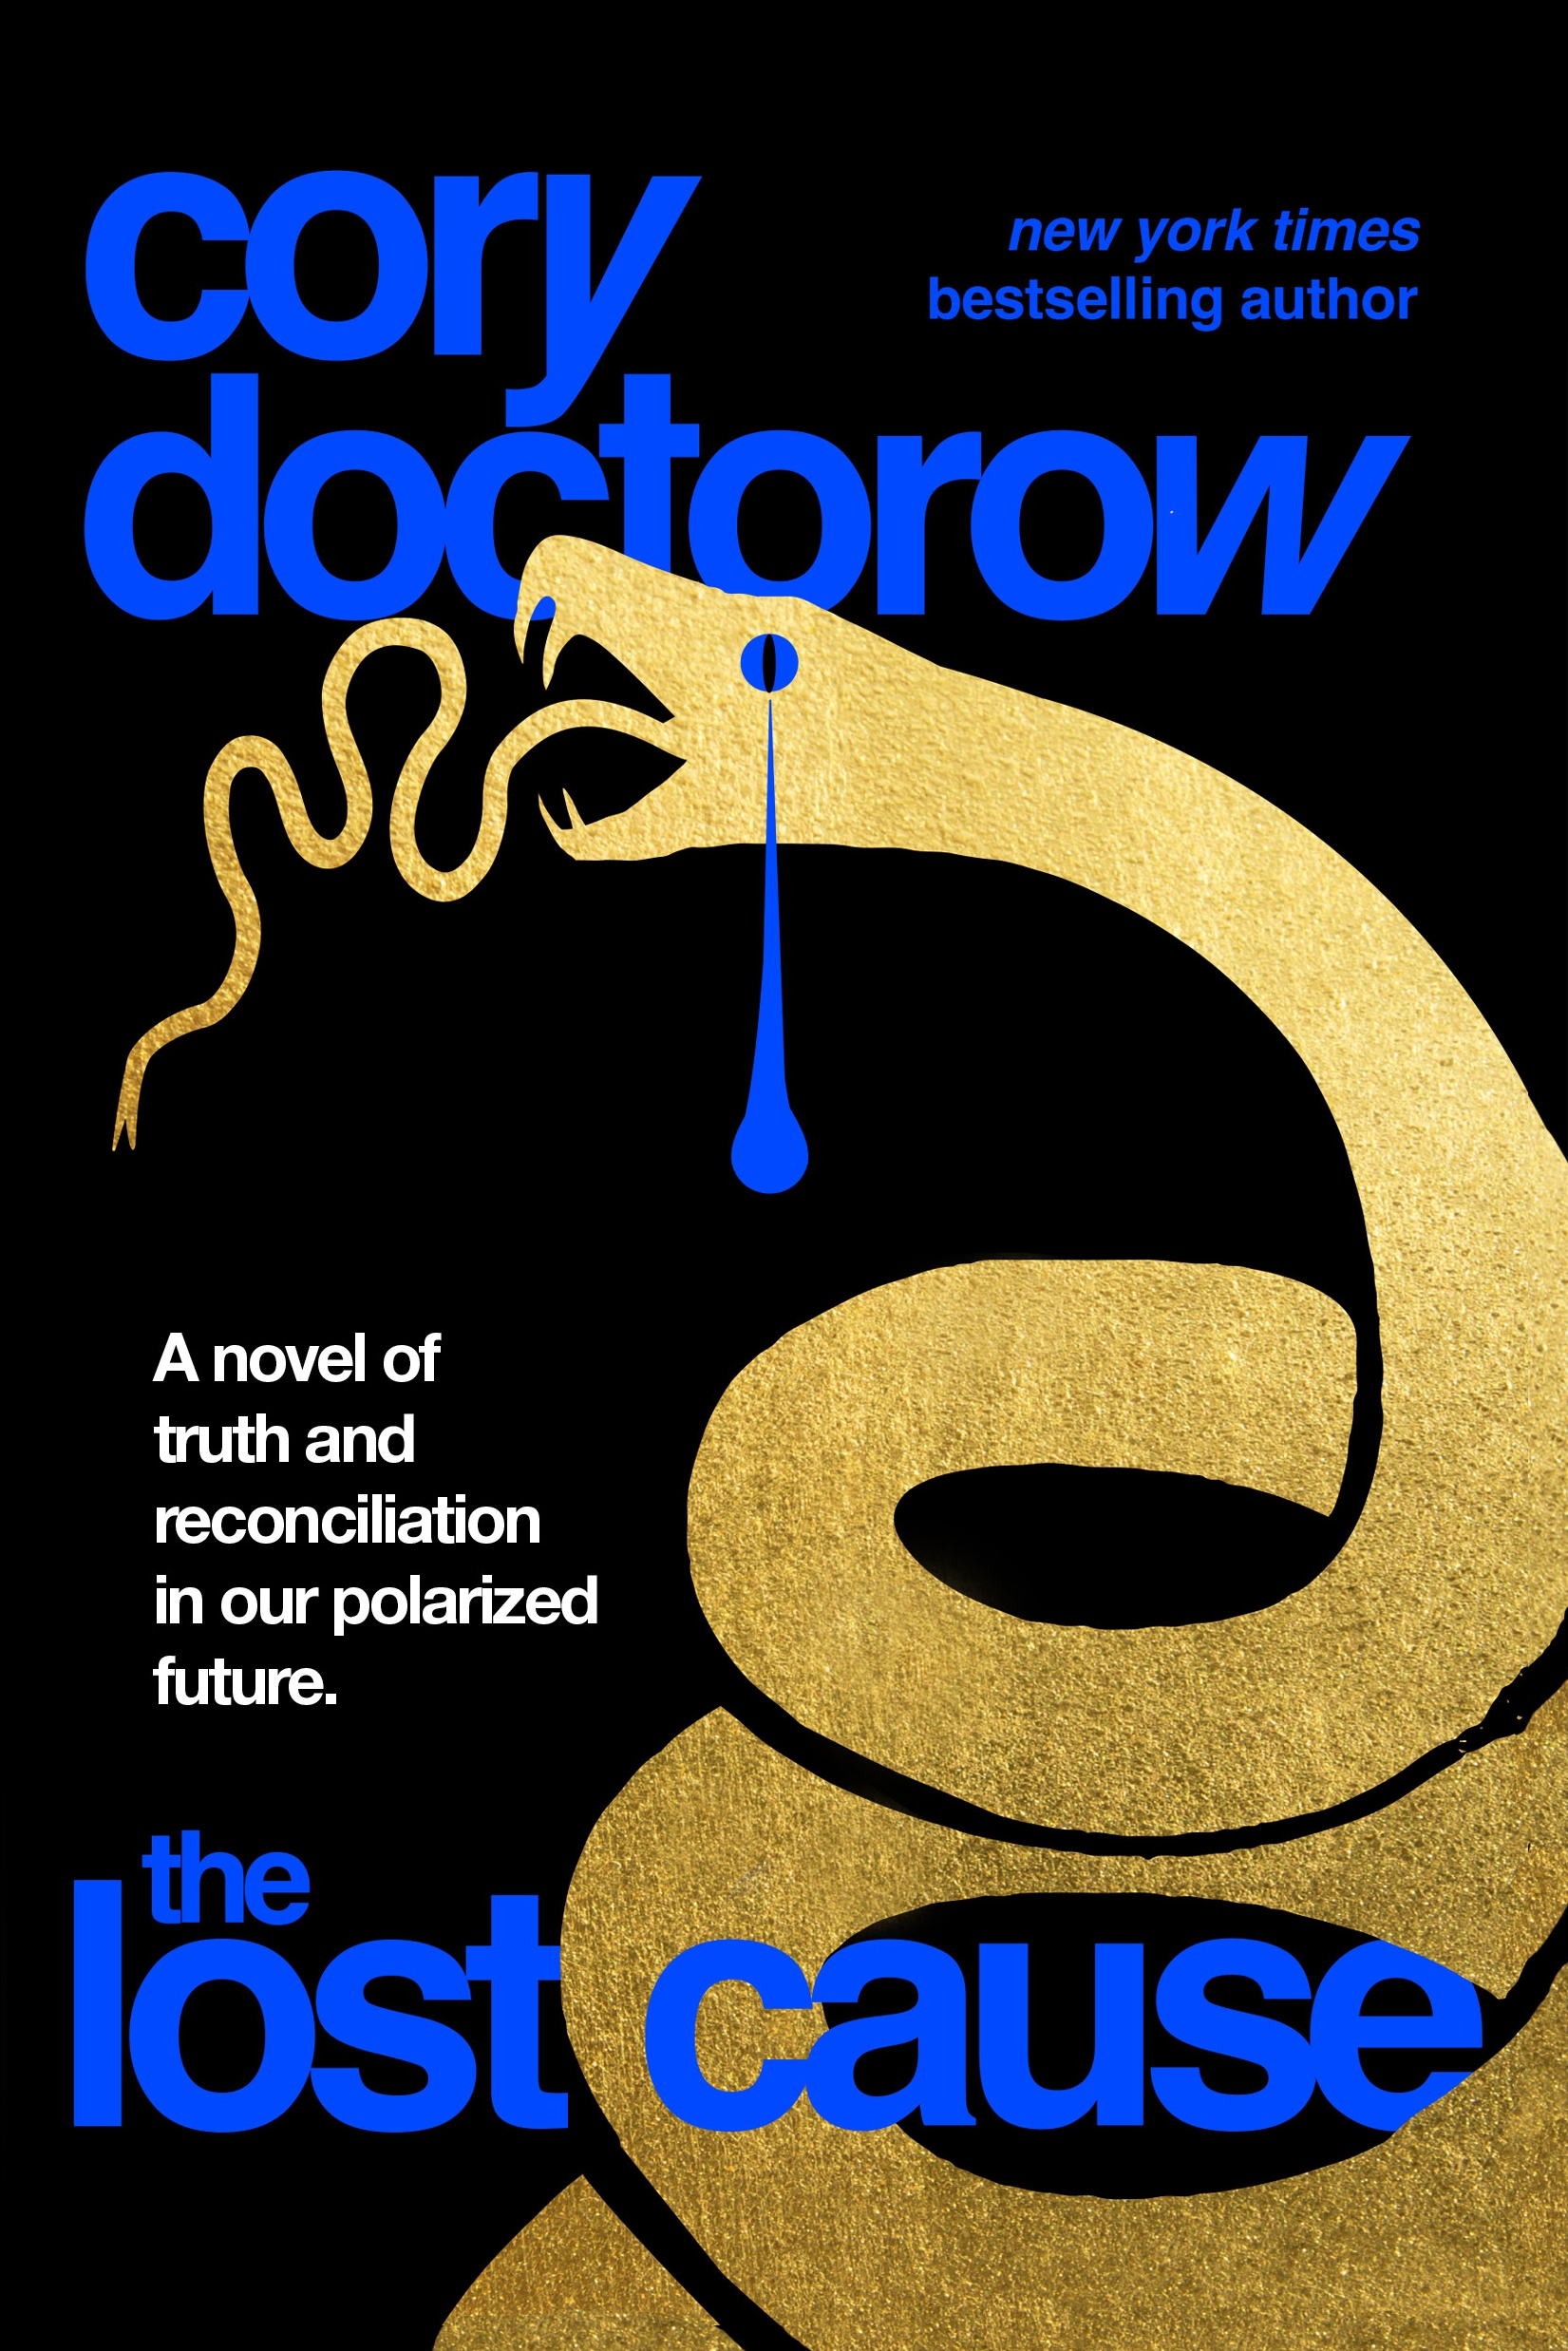 cory
new york times
bestselling author
doctorow
A novel of
truth and
reconciliation
in our polarized
future.
the
lost cause